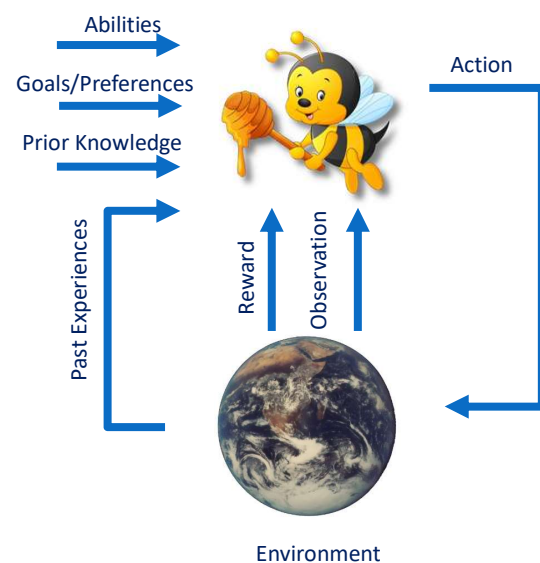 Abilities
Goals/Preferences
Prior Knowledge
Past Experiences
Action
Reward
Observation
Environment